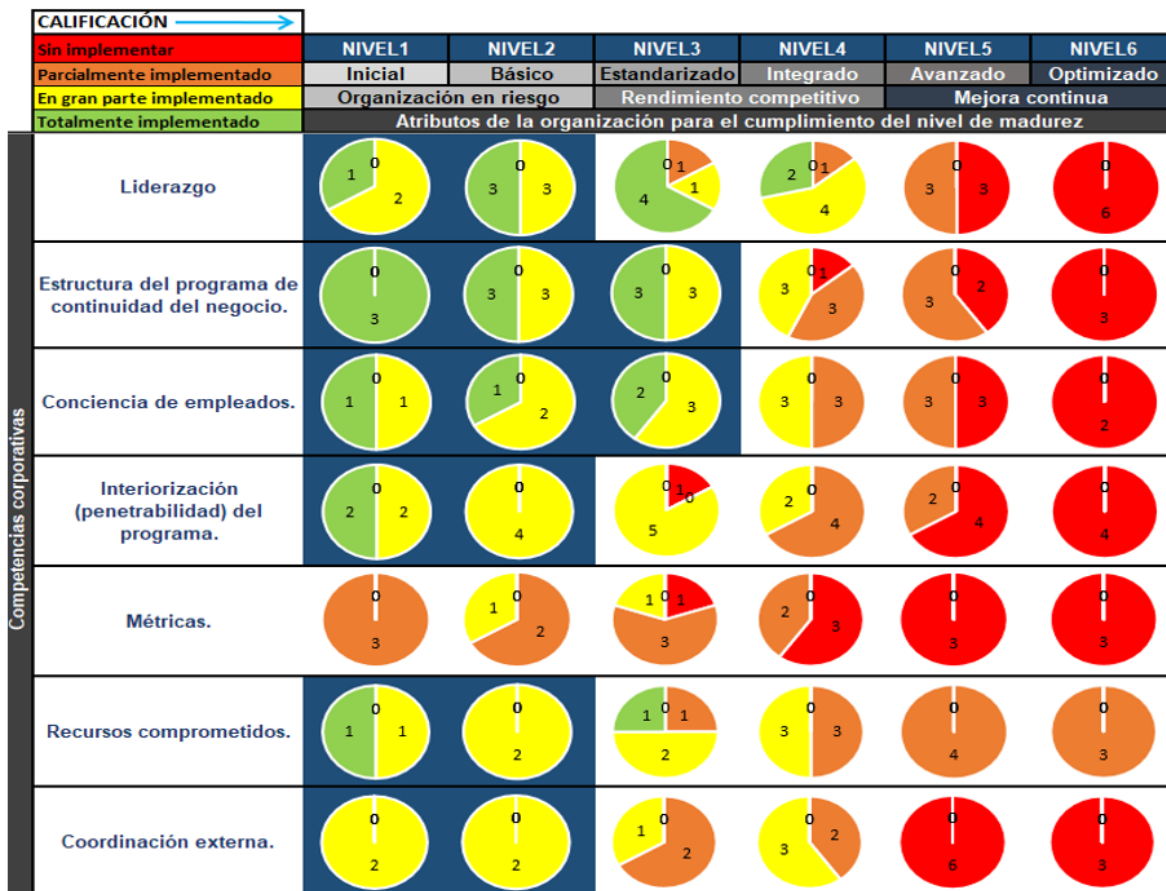 CALIFICACIÓN
Sin implementar NIVEL1 NIVEL2 NIVEL3 NIVEL4 NIVEL5 NIVEL6
Parcialmente implementado Inicial Básico Estandarizado Integrado Avanzado Optimizado
En gran parte implementado Organización en riesgo Rendimiento competitivo Mejora continua
Totalmente implementado Atributos de la organización para el cumplimiento del nivel de madurez
Competencias corporativas
Liderazgo
0 1 2
0 3 3
0 1 1 4
0 1 2 4
0 3 3
0 6
Estructura del programa de
continuidad del negocio.
0 3
0 3 3
0 3 3
0 1 3 3
0 2 3
0 3
Conciencia de empleados.
0 1 1
0 1 2
0 2 3
0 3 3
0 3 3
0 2
Interiorización
(penetrabilidad) del
programa.
0 2 2
0 4
0 1 0 5
0 2 4
0 2 4
0 4
Métricas.
0 3
0 1 2
1 0 1 3
0 2 3
0 3
0 3
Recursos comprometidos.
0 1 1
0 2
1 0 1 2
0 3 3
0 4
0 3
Coordinación externa.
0 2
0 2
0 1 2
0 2 3
0 6
0 3